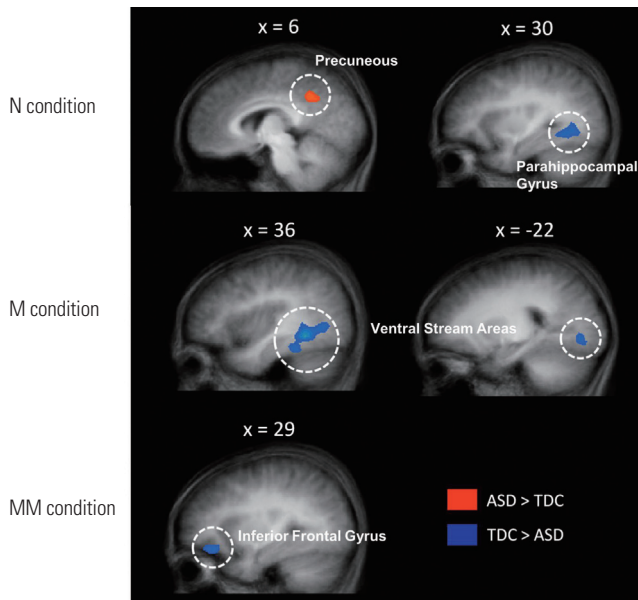 x = 6
x = 30
Precuneous
N condition
Parahippocampal
Gyrus
x = 36
x = -22
M condition
Ventral Stream Areas
x = 29
MM condition
Inferior Frontal Gyrus
ASD > TDC
TDC > ASD